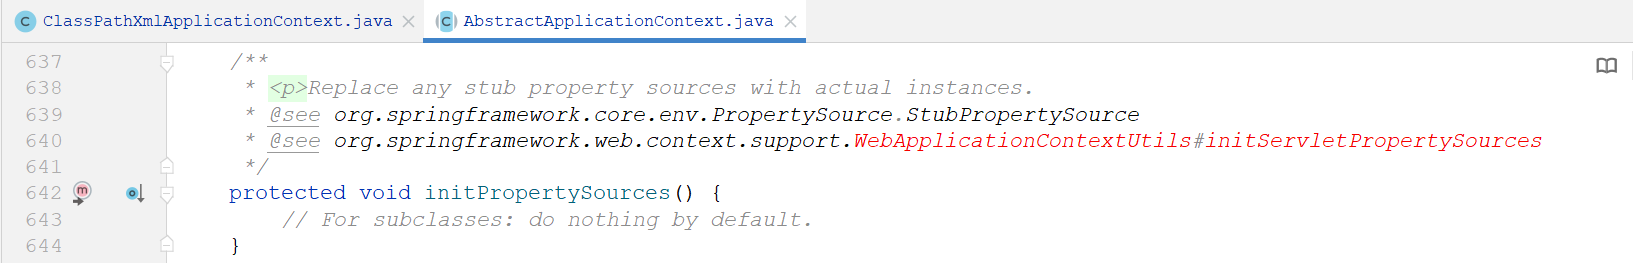 C ClassPathXmlApplicationContext.java × C AbstractApplicationContext.java ×
637 /**
638 * <p>Replace any stub property sources with actual instances.
639 * @see org.springframework.core.env.PropertySource.StubPropertySource
640 * @see org.springframework.web.context.support.WebApplicationContextUtils#initServletPropertySources
641 */
642 m protected void initPropertySources() {
643 // For subclasses: do nothing by default.
644 }